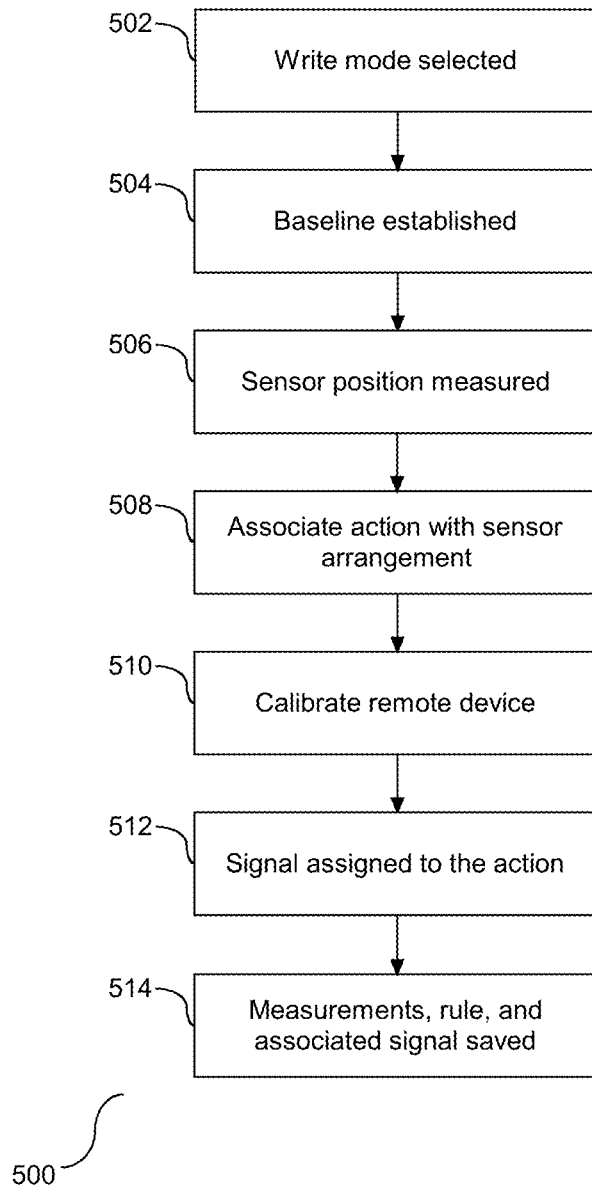 502
Write mode selected
504
Baseline established
506
Sensor position measured
508
Associate action with sensor
arrangement
510
Calibrate remote device
512
Signal assigned to the action
514
Measurements, rule, and
associated signal saved
500